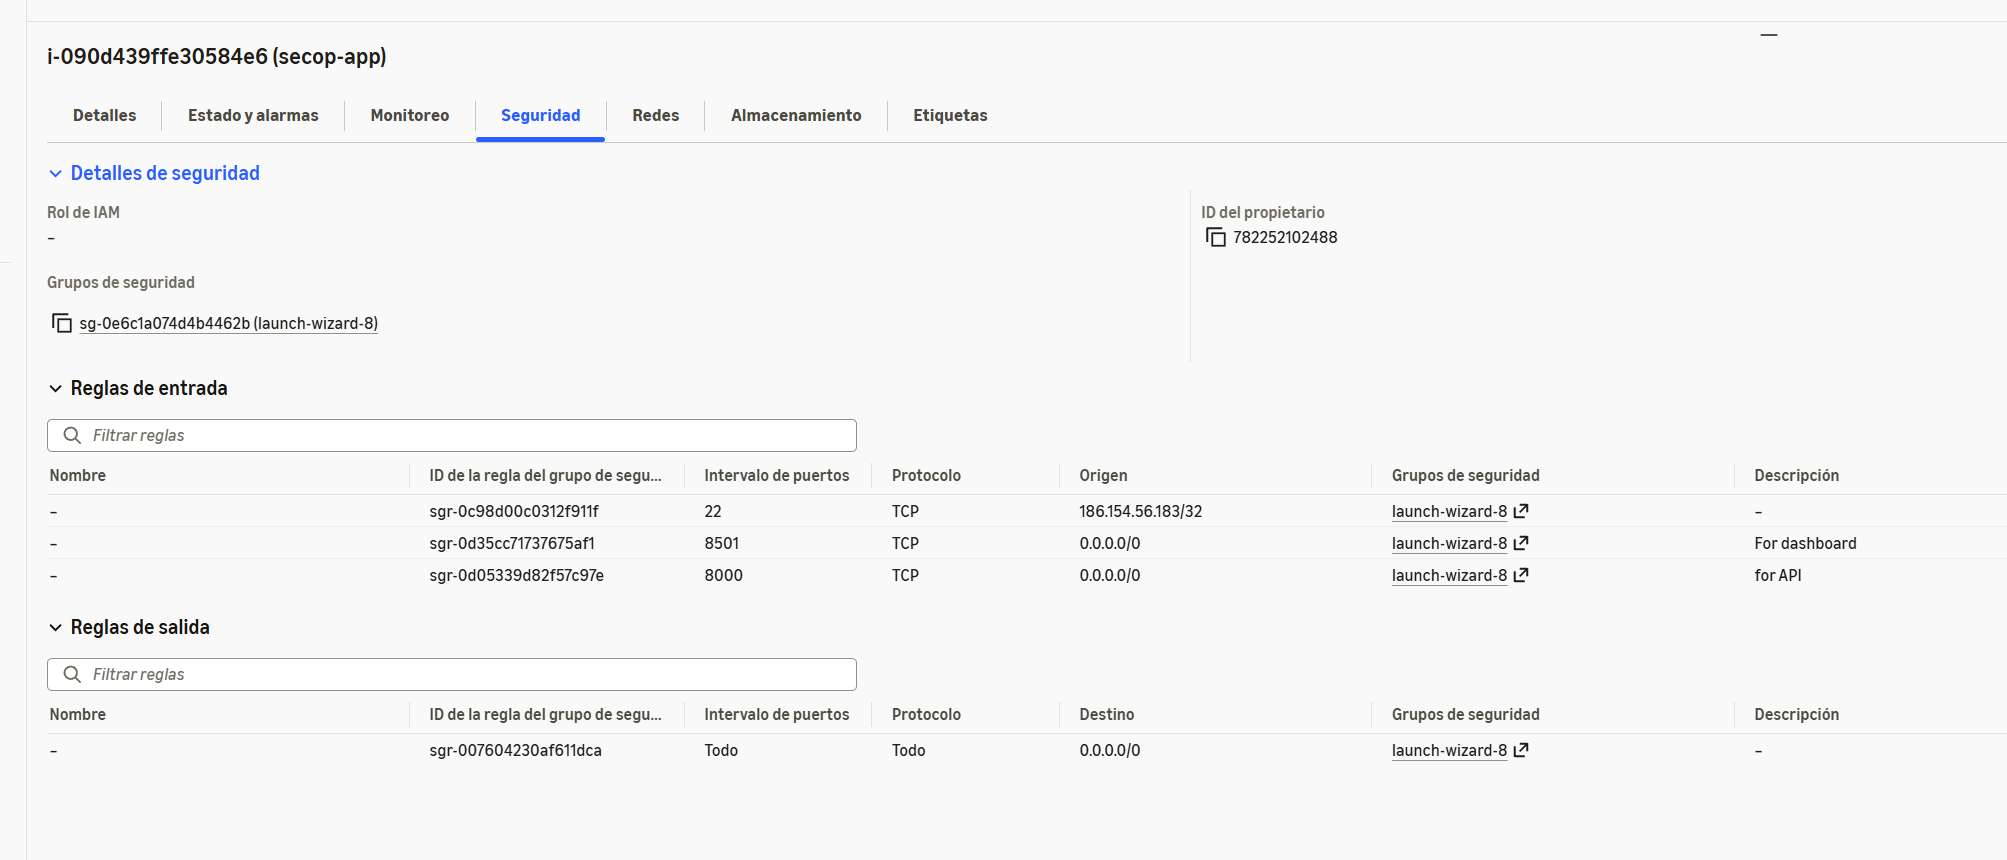 i-090d439ffe30584e6 (secop-app)
Detalles Estado y alarmas Monitoreo Seguridad Redes Almacenamiento Etiquetas
Detalles de seguridad
Rol de IAM ID del propietario
– 782252102488
Grupos de seguridad
sg-0e6c1a074d4b4462b (launch-wizard-8)
Reglas de entrada
Filtrar reglas
Nombre ID de la regla del grupo de segu... Intervalo de puertos Protocolo Origen Grupos de seguridad Descripción
– sgr-0c98d00c0312f911f 22 TCP 186.154.56.183/32 launch-wizard-8 –
– sgr-0d35cc71737675af1 8501 TCP 0.0.0.0/0 launch-wizard-8 For dashboard
– sgr-0d05339d82f57c97e 8000 TCP 0.0.0.0/0 launch-wizard-8 for API
Reglas de salida
Filtrar reglas
Nombre ID de la regla del grupo de segu... Intervalo de puertos Protocolo Destino Grupos de seguridad Descripción
– sgr-007604230af611dca Todo Todo 0.0.0.0/0 launch-wizard-8 –